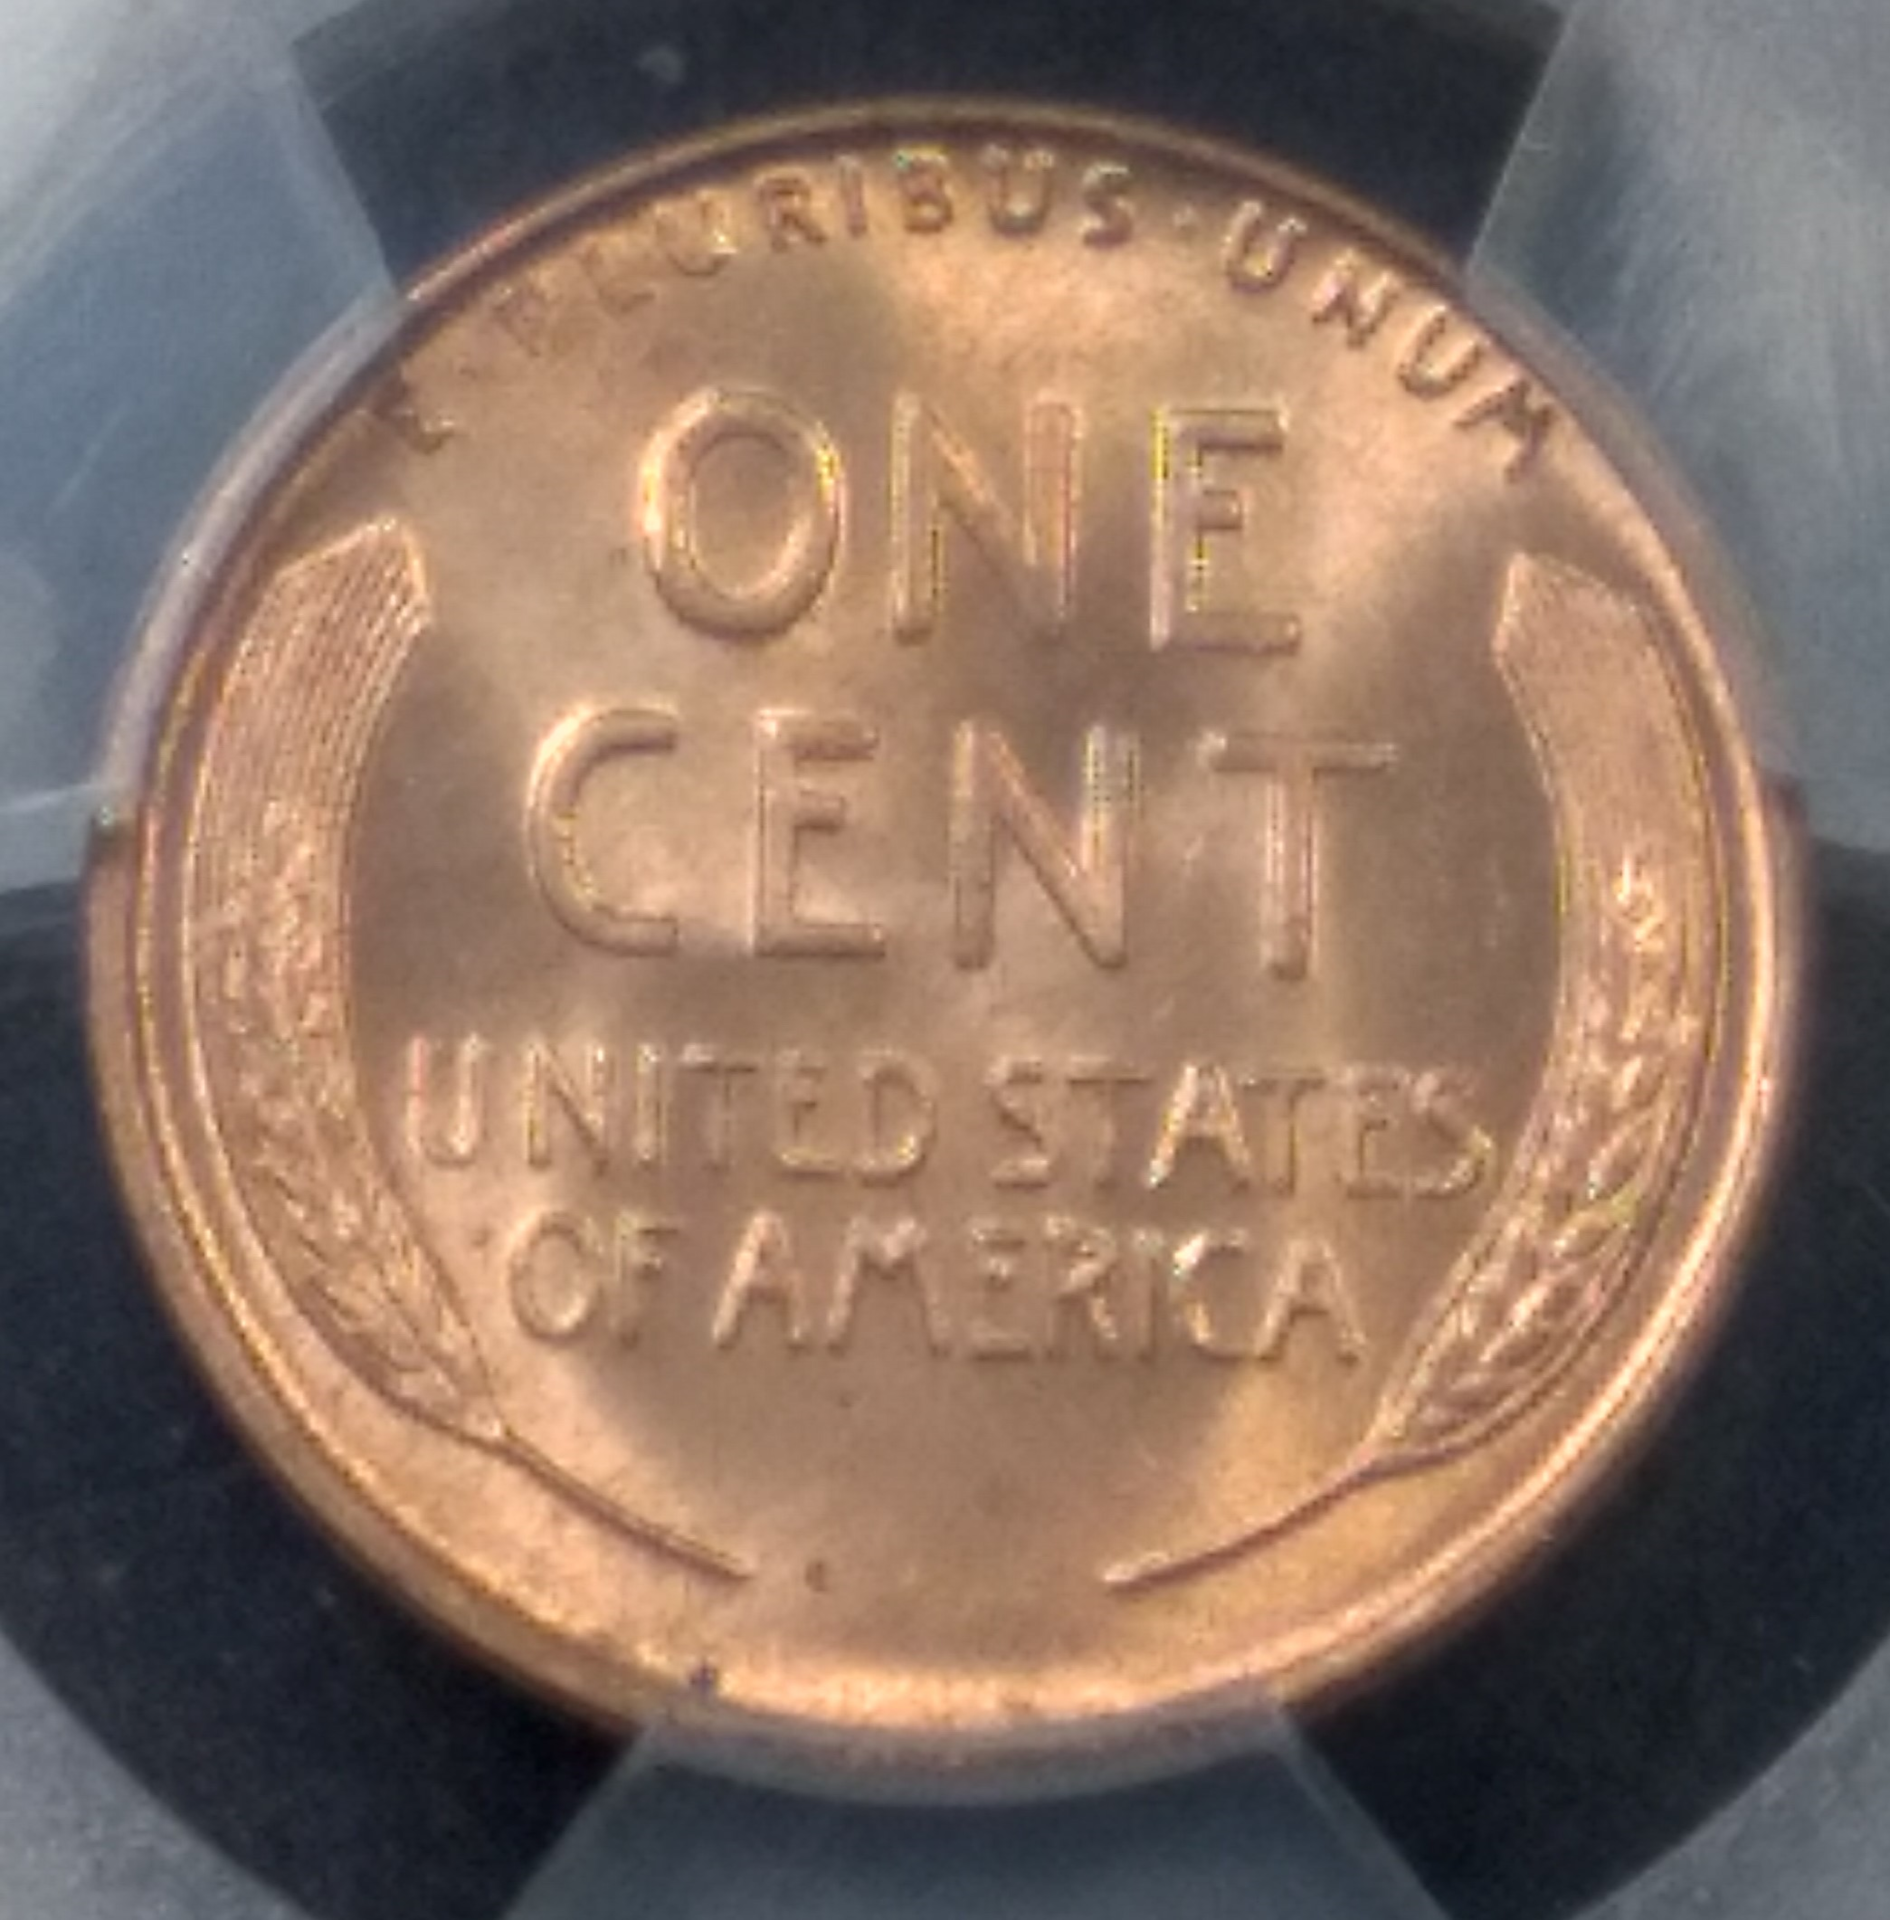 E PLURIBUS · UNUM
ONE
CENT
UNITED STATES
OF AMERICA